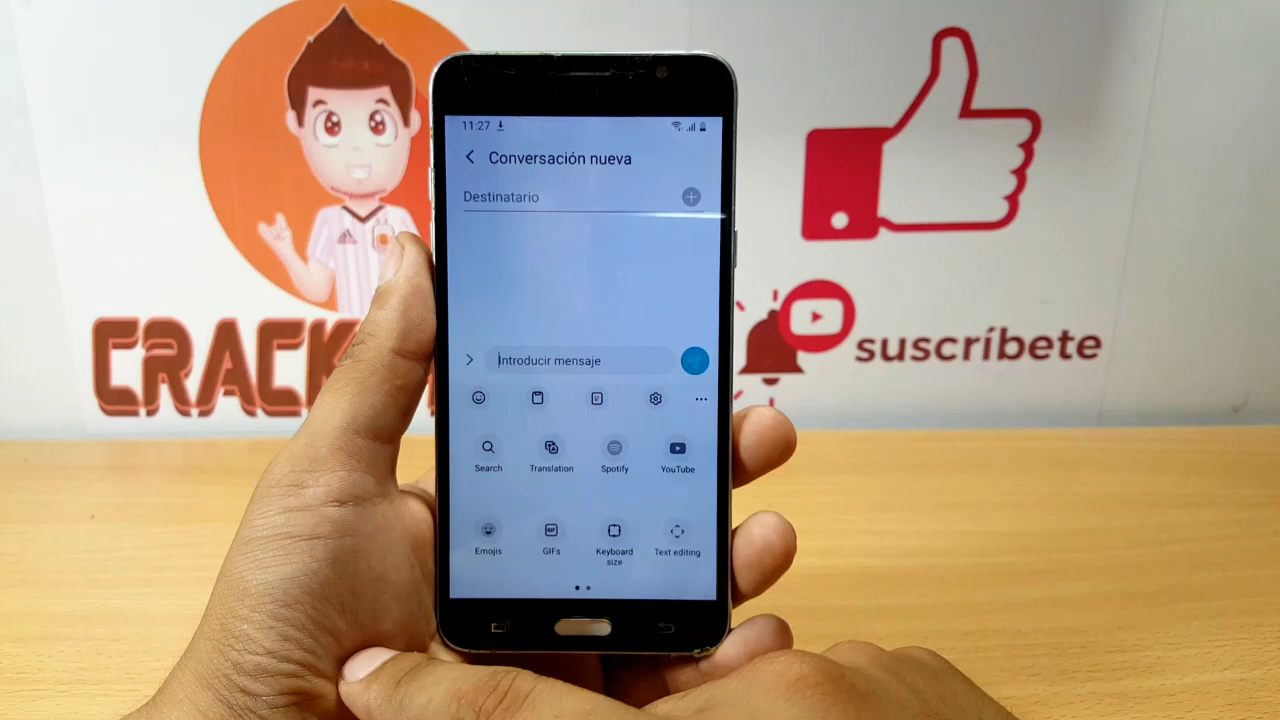 11:27
Conversación nueva
Destinatario
Introducir mensaje
Search
Translation
Spotify
YouTube
GIF
Emojis
GIFs
Keyboard
size
Text editing
CRACK
suscríbete